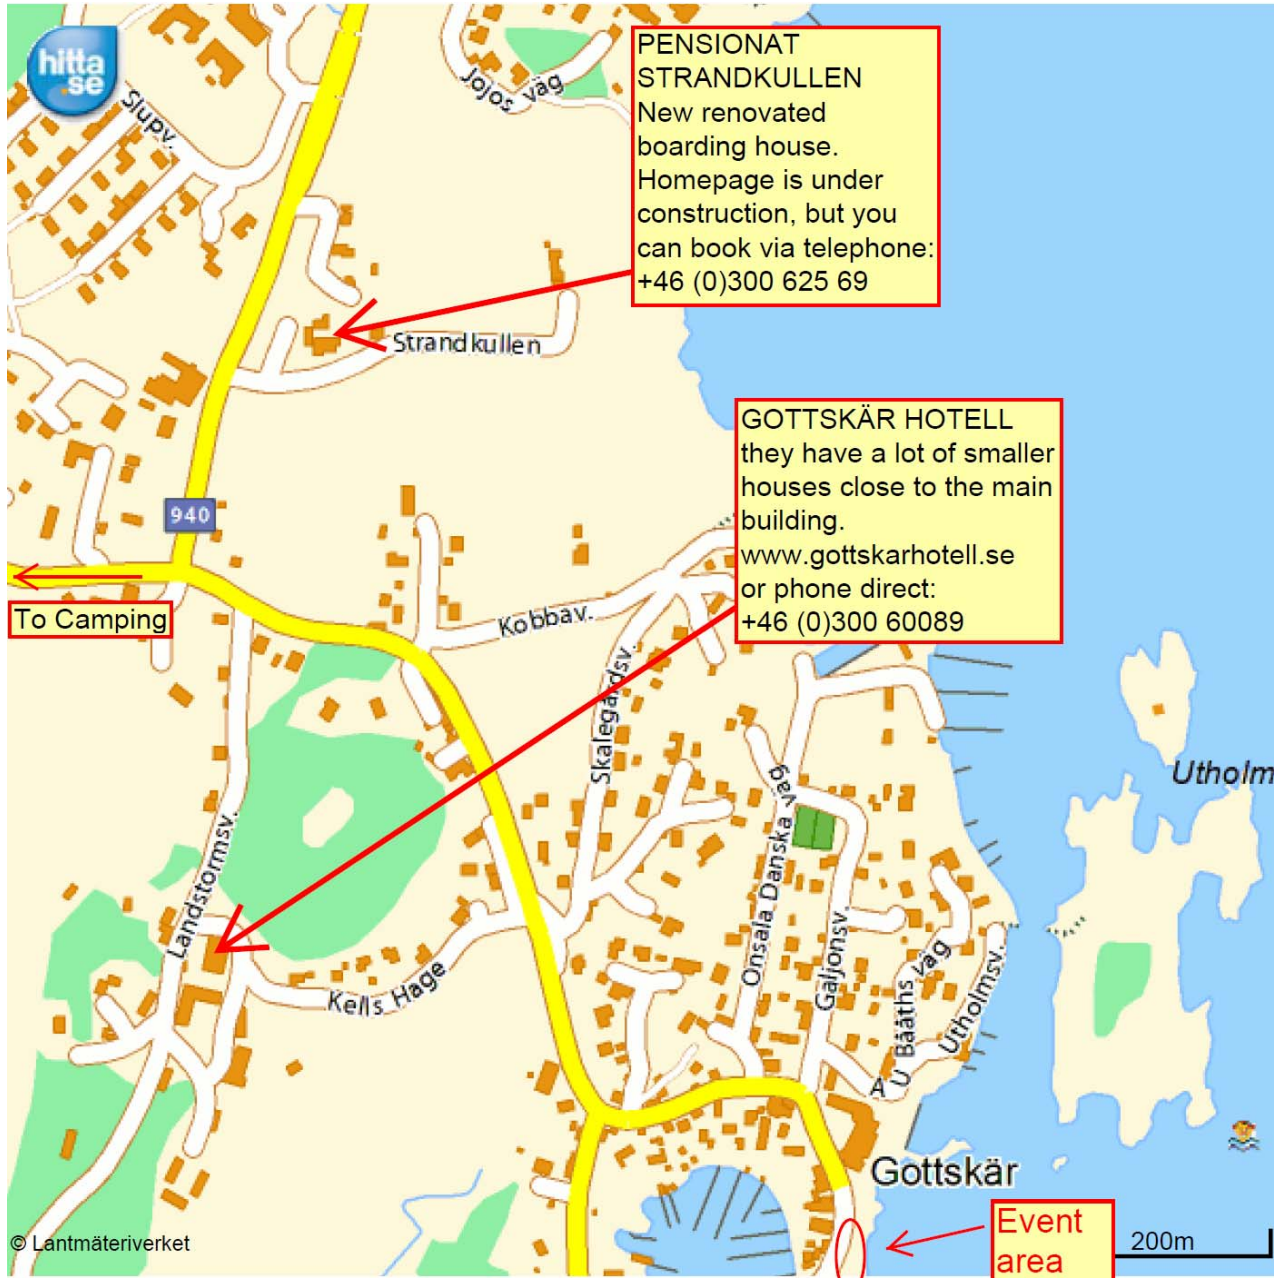 hitta
.se
Slupv.
Jojos väg
PENSIONAT
STRANDKULLEN
New renovated
boarding house.
Homepage is under
construction, but you
can book via telephone:
+46 (0)300 625 69
Strandkullen
GOTTSKÄR HOTELL
they have a lot of smaller
houses close to the main
building.
www.gottskarhotell.se
or phone direct:
+46 (0)300 60089
940
To Camping
Kobbav.
Skalegårdsv.
Utholm
Landstormsv.
Onsala Danska väg
Galjonsv.
A U Bååths väg
Utholmsv.
Kells Hage
Gottskär
Event
area
200m
© Lantmäteriverket